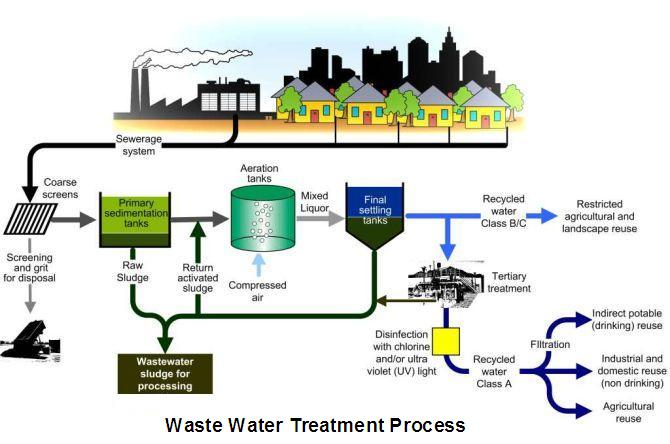 Sewerage
system
Coarse
screens
Primary
sedimentation
tanks
Aeration
tanks
Mixed
Liquor
Final
settling
tanks
Recycled
water
Class B/C
Restricted
agricultural and
landscape reuse
Screening
and grit
for disposal
Raw
Sludge
Return
activated
sludge
Compressed
air
Tertiary
treatment
Wastewater
sludge for
processing
Disinfection
with chlorine
and/or ultra
violet (UV) light
Recycled
water
Class A
FIltration
Indirect potable
(drinking) reuse
Industrial and
domestic reuse
(non drinking)
Agricultural
reuse
Waste Water Treatment Process